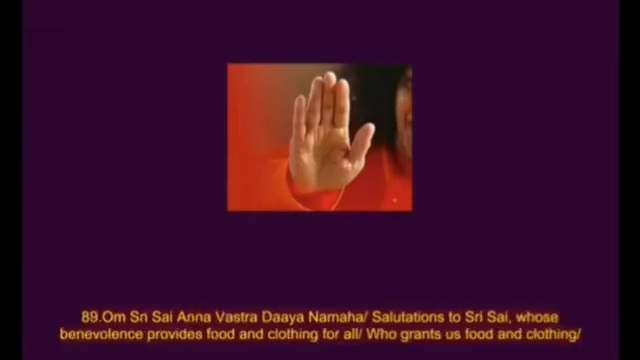 89.Om Sri Sai Anna Vastra Daaya Namaha/ Salutations to Sri Sai, whose
benevolence provides food and clothing for all/ Who grants us food and clothing/